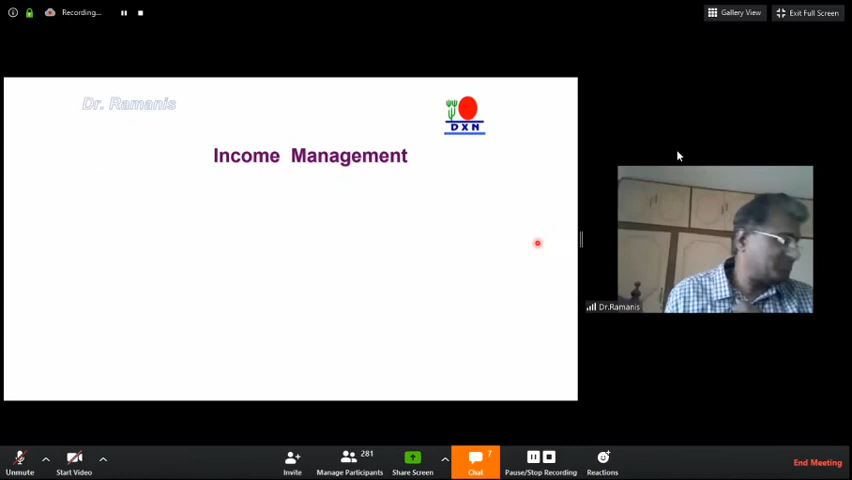 Recording...
Gallery View
Exit Full Screen
Dr. Ramanis
DXN
Income Management
Dr.Ramanis
Unmute
Start Video
Invite
281
Manage Participants
Share Screen
7
Chat
Pause/Stop Recording
Reactions
End Meeting